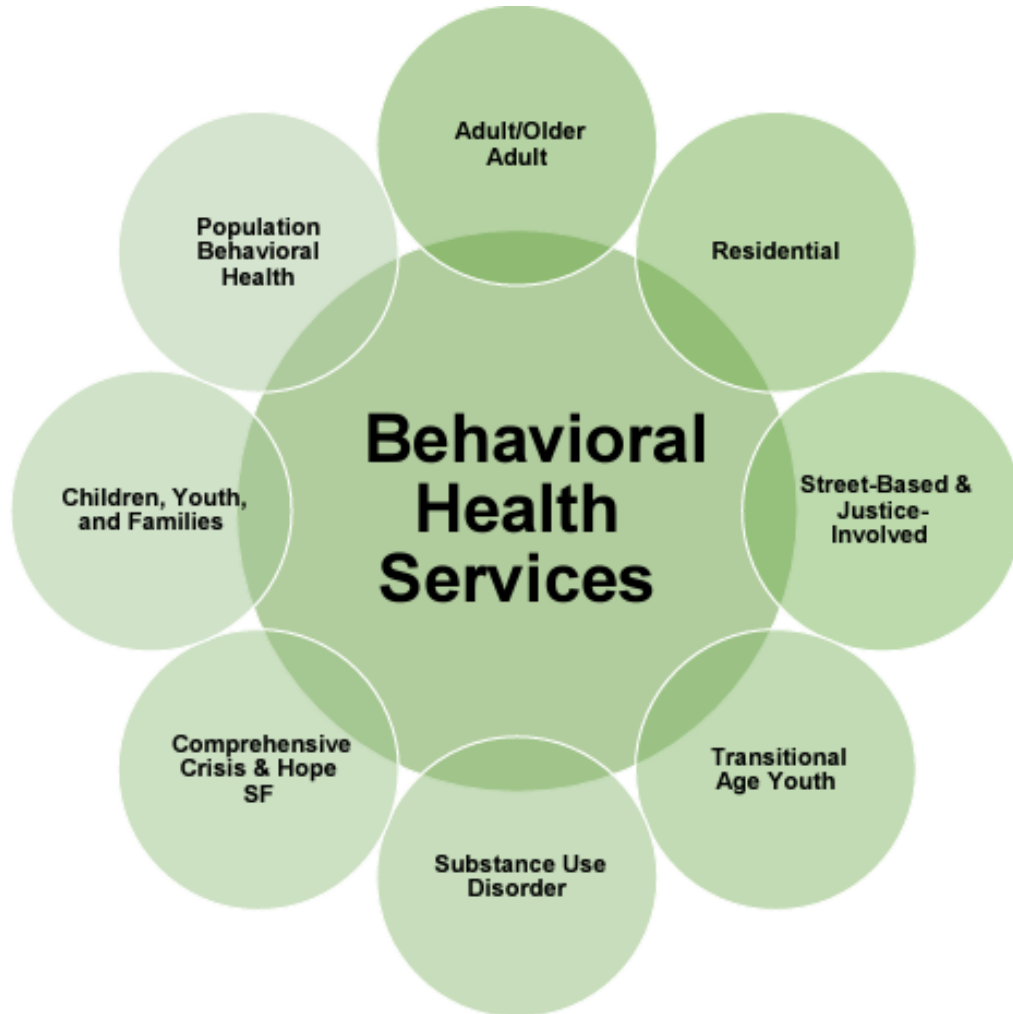 Adult/Older
Adult
Residential
Street-Based &
Justice-
Involved
Transitional
Age Youth
Substance Use
Disorder
Comprehensive
Crisis & Hope
SF
Children, Youth,
and Families
Population
Behavioral
Health
Behavioral
Health
Services